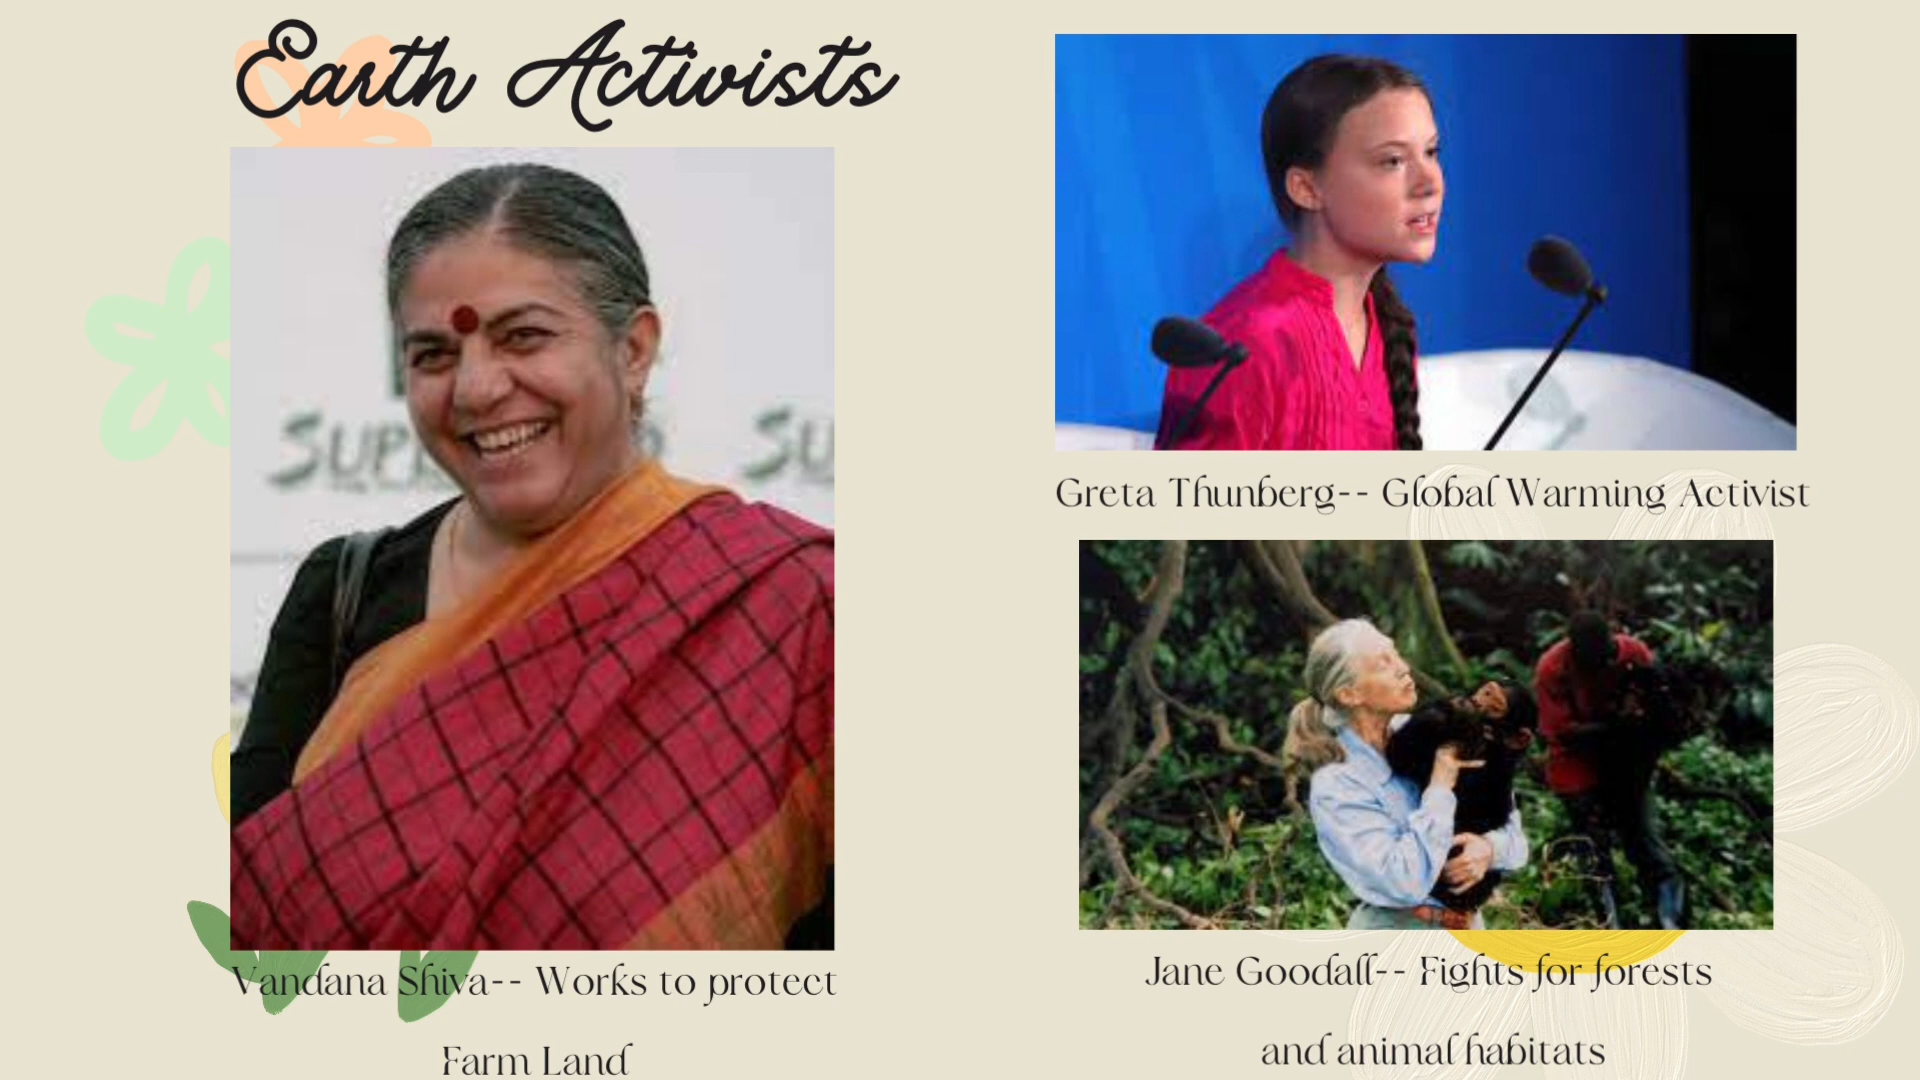 Earth Activists
Vandana Shiva-- Works to protect
Farm Land
Greta Thunberg-- Global Warming Activist
Jane Goodall-- Fights for forests
and animal habitats